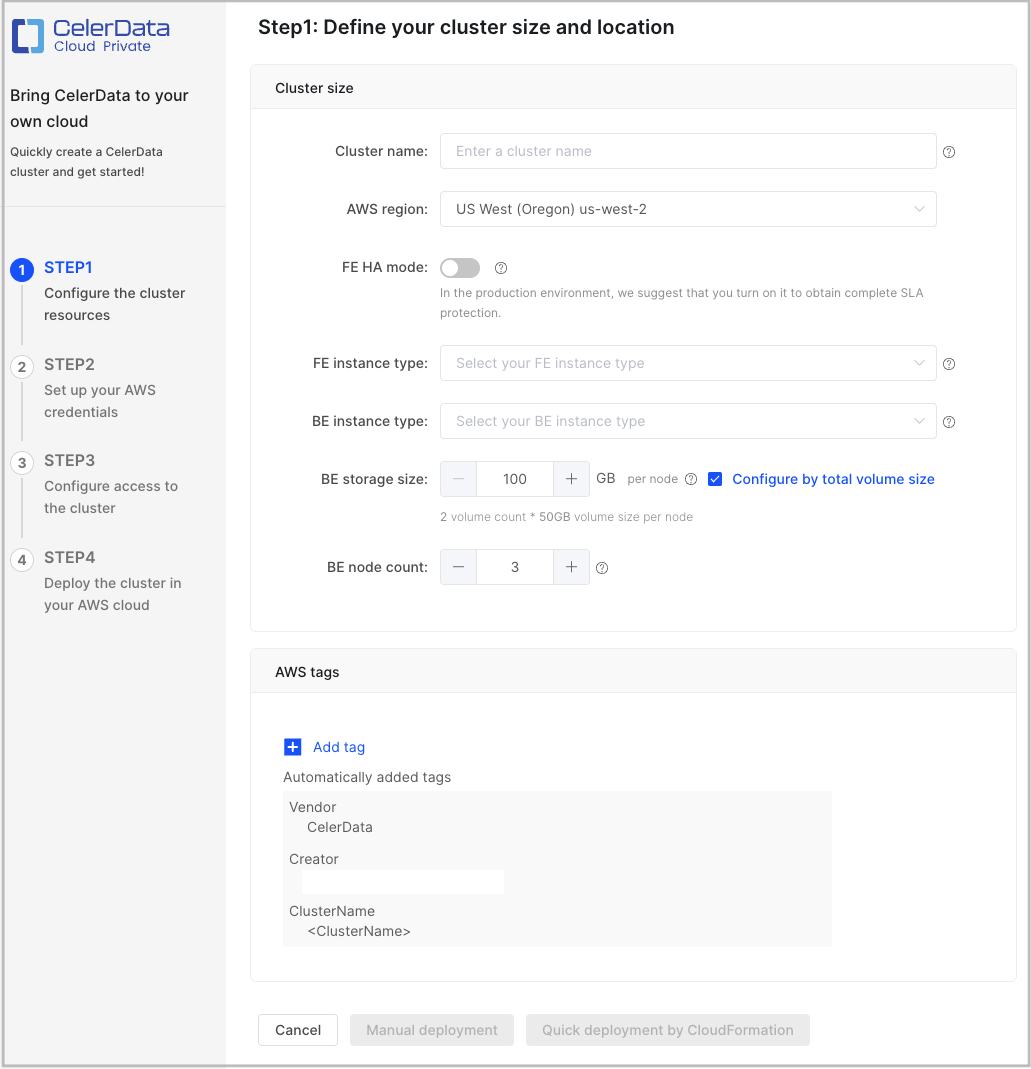 CelerData
Cloud Private
Bring CelerData to your
own cloud
Quickly create a CelerData
cluster and get started!
1 STEP1
Configure the cluster
resources
2 STEP2
Set up your AWS
credentials
3 STEP3
Configure access to
the cluster
4 STEP4
Deploy the cluster in
your AWS cloud
Step1: Define your cluster size and location
Cluster size
Cluster name: Enter a cluster name ?
AWS region: US West (Oregon) us-west-2
FE HA mode: ?
In the production environment, we suggest that you turn on it to obtain complete SLA
protection.
FE instance type: Select your FE instance type ?
BE instance type: Select your BE instance type ?
BE storage size: − 100 + GB per node ? Configure by total volume size
2 volume count * 50GB volume size per node
BE node count: − 3 + ?
AWS tags
+ Add tag
Automatically added tags
Vendor
CelerData
Creator
ClusterName
<ClusterName>
Cancel Manual deployment Quick deployment by CloudFormation